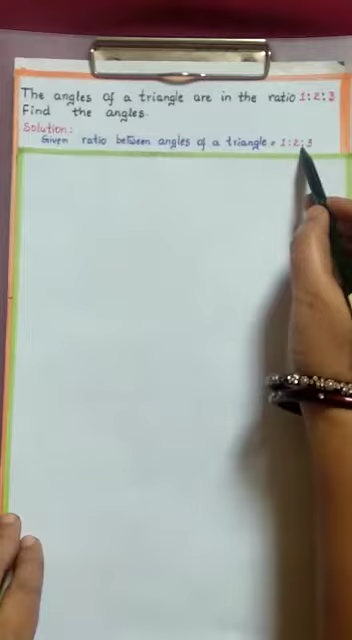 The angles of a triangle are in the ratio 1:2:3
Find the angles.
Solution:
Given ratio between angles of a triangle = 1:2:3